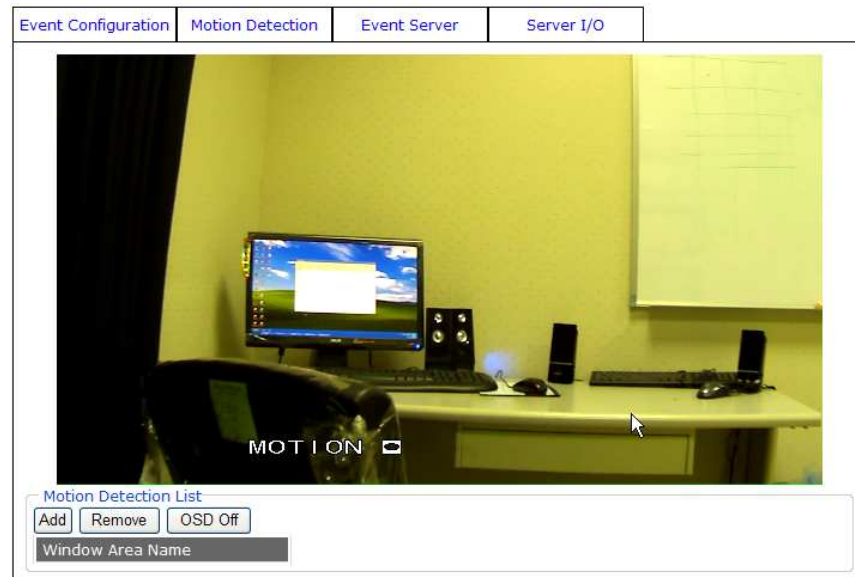 Event Configuration Motion Detection Event Server Server I/O
MOTION
Motion Detection List
Add Remove OSD Off
Window Area Name